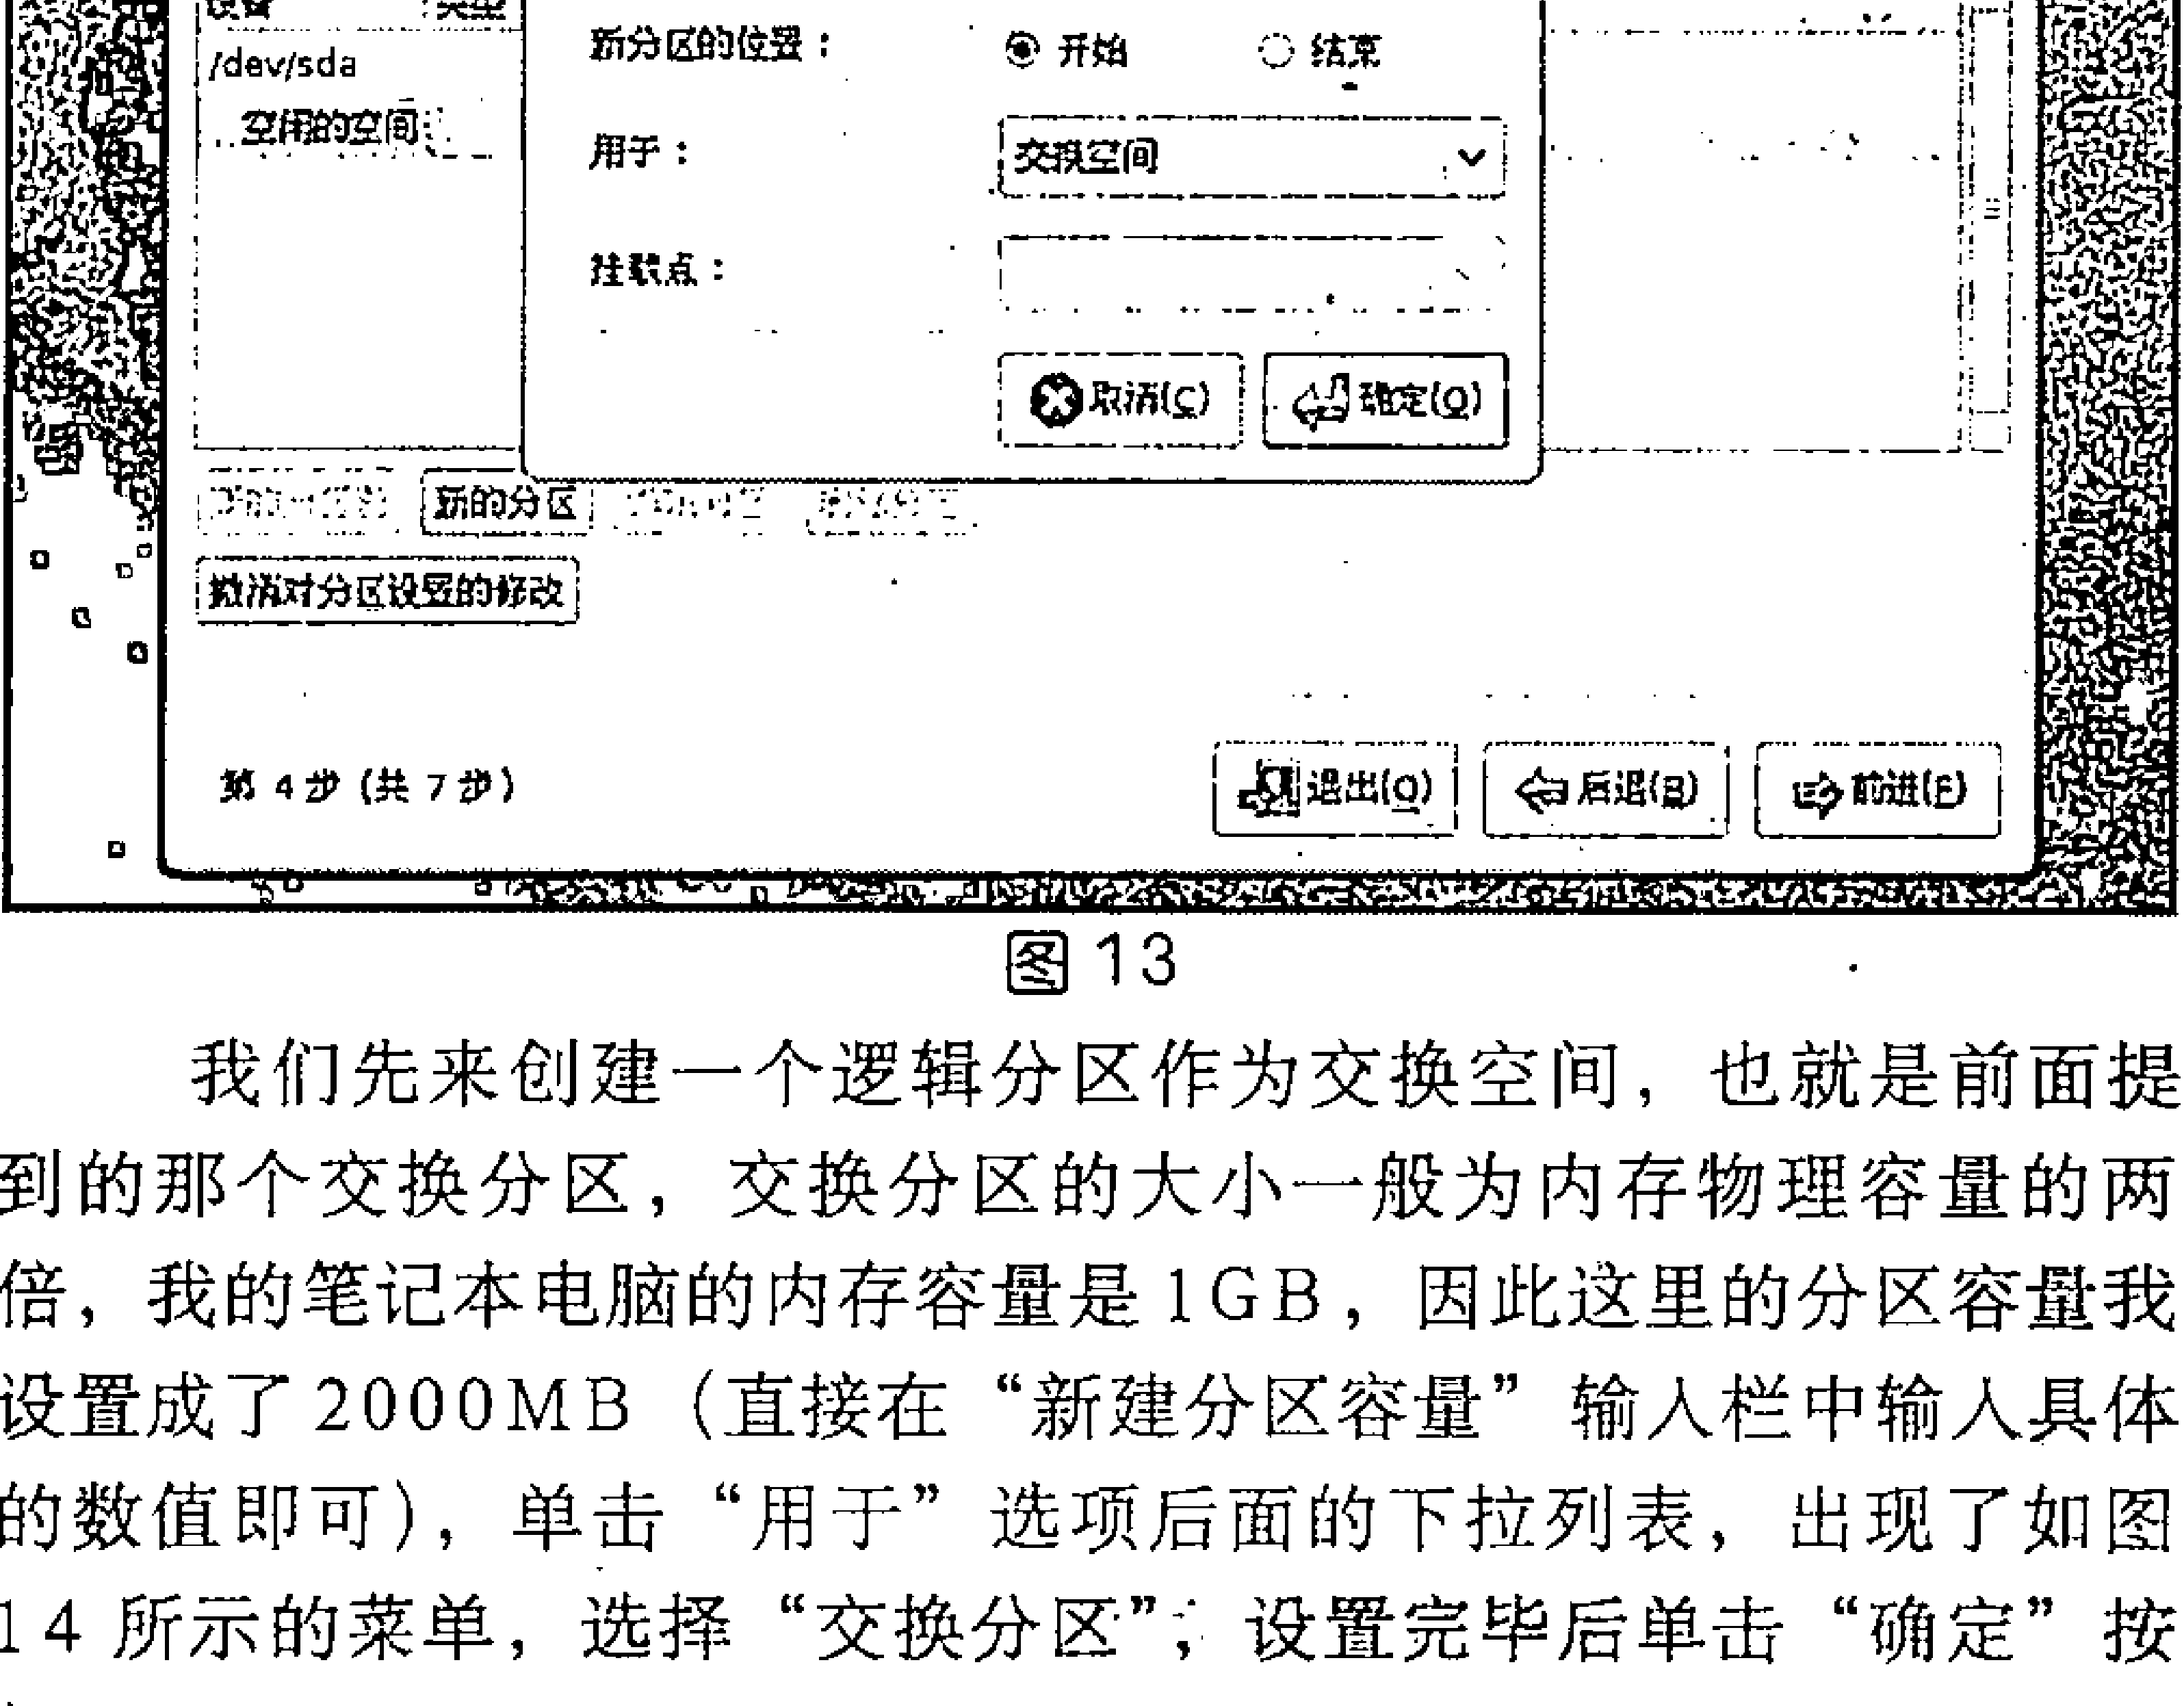 设备 类型
新分区的位置： 开始 结束
/dev/sda
空闲的空间
用于： 交换空间
挂载点：
取消(C) 确定(O)
新的分区
撤消对分区设置的修改
第 4 步 (共 7 步)
退出(Q) 后退(B) 前进(F)
图 13
我们先来创建一个逻辑分区作为交换空间，也就是前面提
到的那个交换分区，交换分区的大小一般为内存物理容量的两
倍，我的笔记本电脑的内存容量是 1GB，因此这里的分区容量我
设置成了 2000MB（直接在“新建分区容量”输入栏中输入具体
的数值即可），单击“用于”选项后面的下拉列表，出现了如图
14 所示的菜单，选择“交换分区”，设置完毕后单击“确定”按